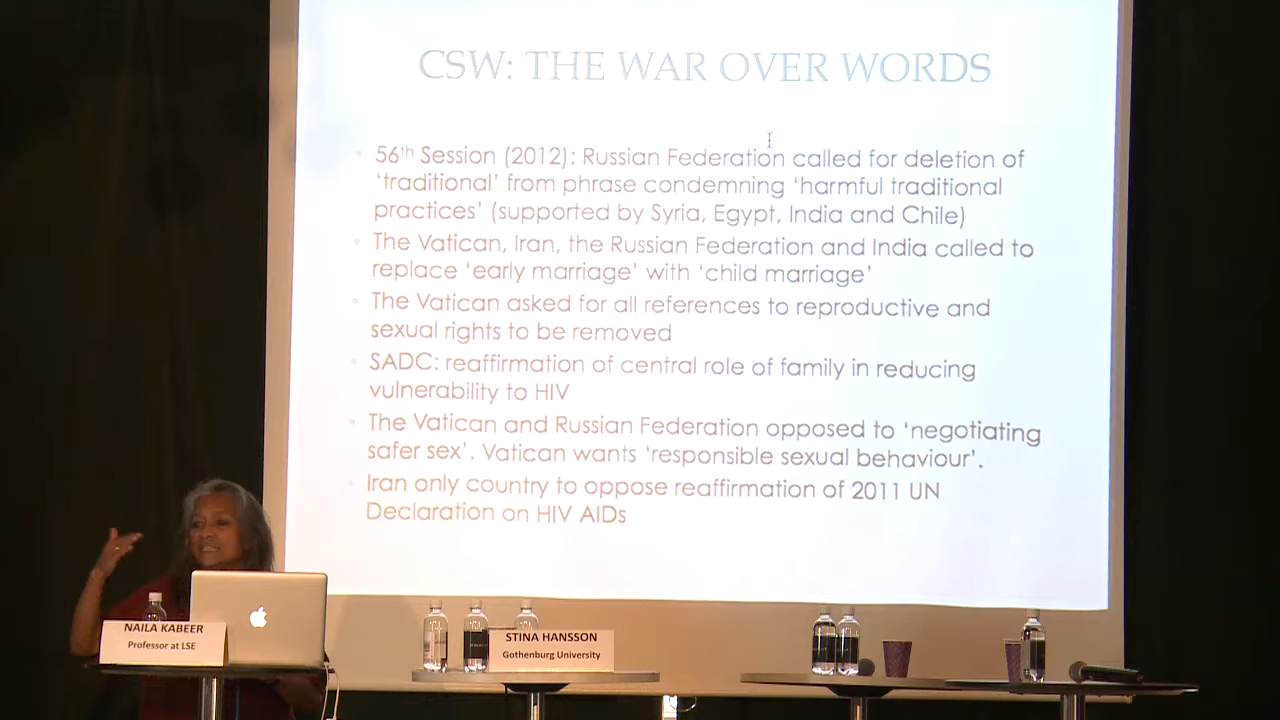 CSW: THE WAR OVER WORDS
56th Session (2012): Russian Federation called for deletion of
'traditional' from phrase condemning 'harmful traditional
practices' (supported by Syria, Egypt, India and Chile)
The Vatican, Iran, the Russian Federation and India called to
replace 'early marriage' with 'child marriage'
The Vatican asked for all references to reproductive and
sexual rights to be removed
SADC: reaffirmation of central role of family in reducing
vulnerability to HIV
The Vatican and Russian Federation opposed to 'negotiating
safer sex'. Vatican wants 'responsible sexual behaviour'.
Iran only country to oppose reaffirmation of 2011 UN
Declaration on HIV AIDs
NAILA KABEER
Professor at LSE
STINA HANSSON
Gothenburg University